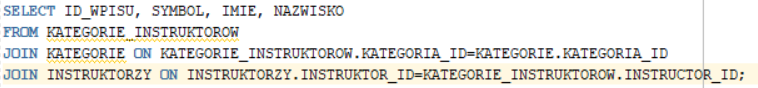 SELECT ID_WPISU, SYMBOL, IMIE, NAZWISKO
FROM KATEGORIE_INSTRUKTOROW
JOIN KATEGORIE ON KATEGORIE_INSTRUKTOROW.KATEGORIA_ID=KATEGORIE.KATEGORIA_ID
JOIN INSTRUKTORZY ON INSTRUKTORZY.INSTRUKTOR_ID=KATEGORIE_INSTRUKTOROW.INSTRUCTOR_ID;